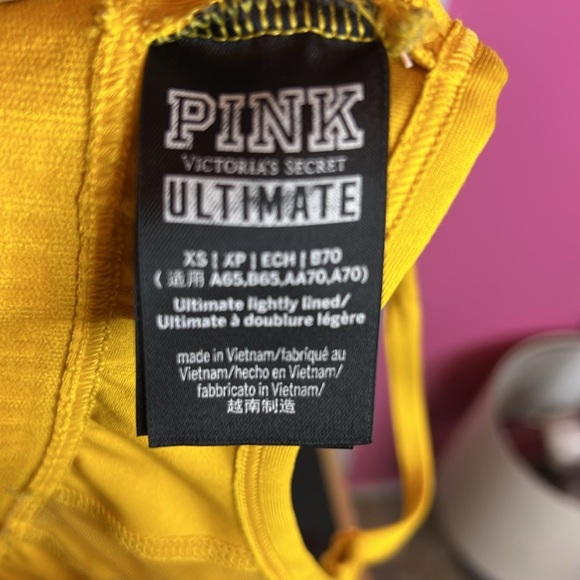 PINK
VICTORIA'S SECRET
ULTIMATE
XS | XP | ECH | B70
( 适用 A65,B65,AA70,A70)
Ultimate lightly lined/
Ultimate à doublure légère
made in Vietnam/fabriqué au
Vietnam/hecho en Vietnam/
fabbricato in Vietnam/
越南制造